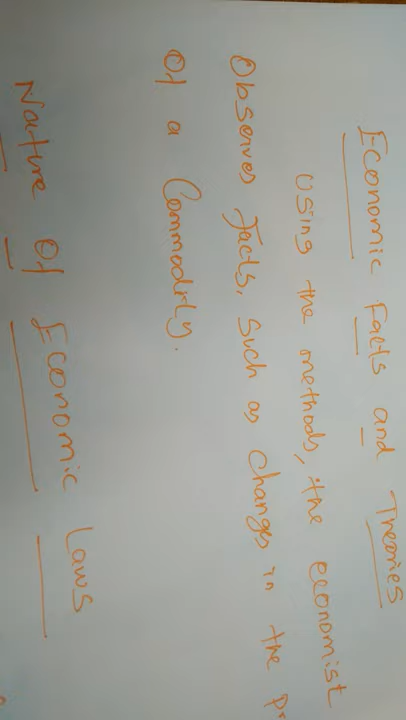 Economic Facts and Theories
Using the methods, the economist
Observes facts, such as changes in the Pr
Of a Commodity.
Nature Of Economic Laws